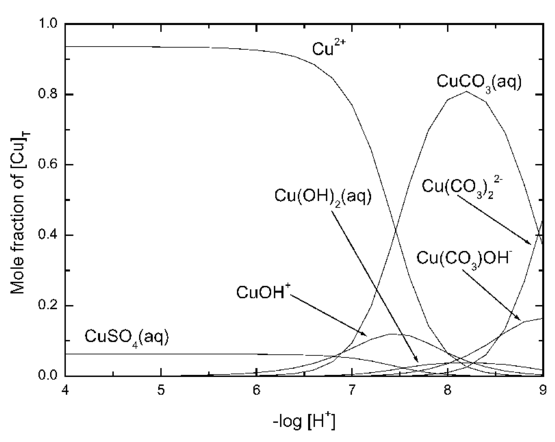 1.0
0.8
0.6
0.4
0.2
0.0
Mole fraction of [Cu]T
Cu2+
CuCO3(aq)
Cu(CO3)22-
Cu(OH)2(aq)
Cu(CO3)OH-
CuOH+
CuSO4(aq)
4 5 6 7 8 9
-log [H+]